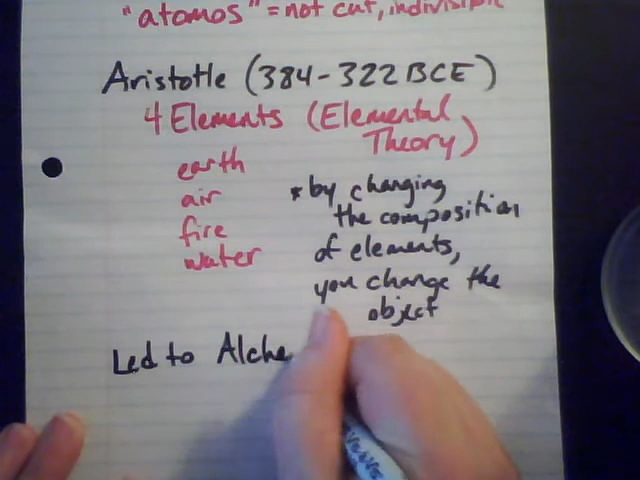 "atomos" = not cut, indivisible
Aristotle (384-322 BCE)
4 Elements (Elemental
Theory)
earth
air
fire
water
* by changing
the composition
of elements,
you change the
object
Led to Alche